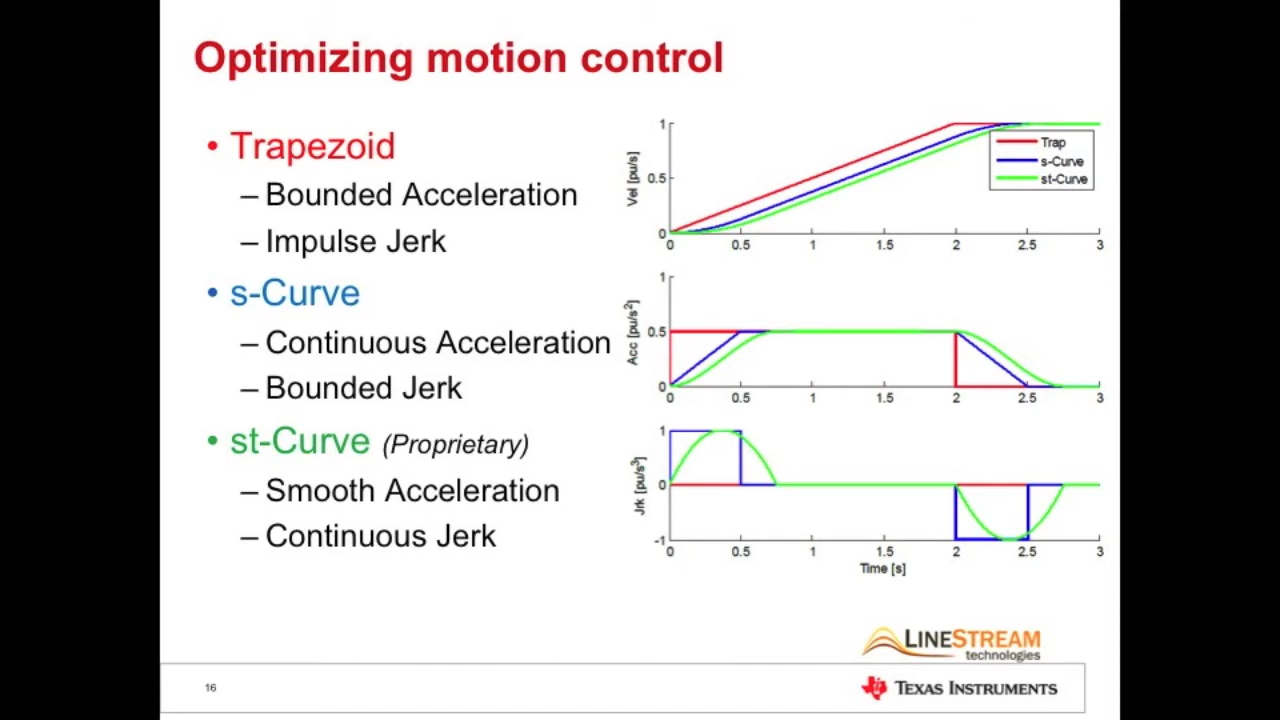 Optimizing motion control
• Trapezoid
– Bounded Acceleration
– Impulse Jerk
• s-Curve
– Continuous Acceleration
– Bounded Jerk
• st-Curve (Proprietary)
– Smooth Acceleration
– Continuous Jerk
Vel [pu/s]
1
0.5
0
0 0.5 1 1.5 2 2.5 3
Trap
s-Curve
st-Curve
Acc [pu/s²]
1
0.5
0
0 0.5 1 1.5 2 2.5 3
Jrk [pu/s³]
1
0
-1
0 0.5 1 1.5 2 2.5 3
Time [s]
LINESTREAM
technologies
16
TEXAS INSTRUMENTS